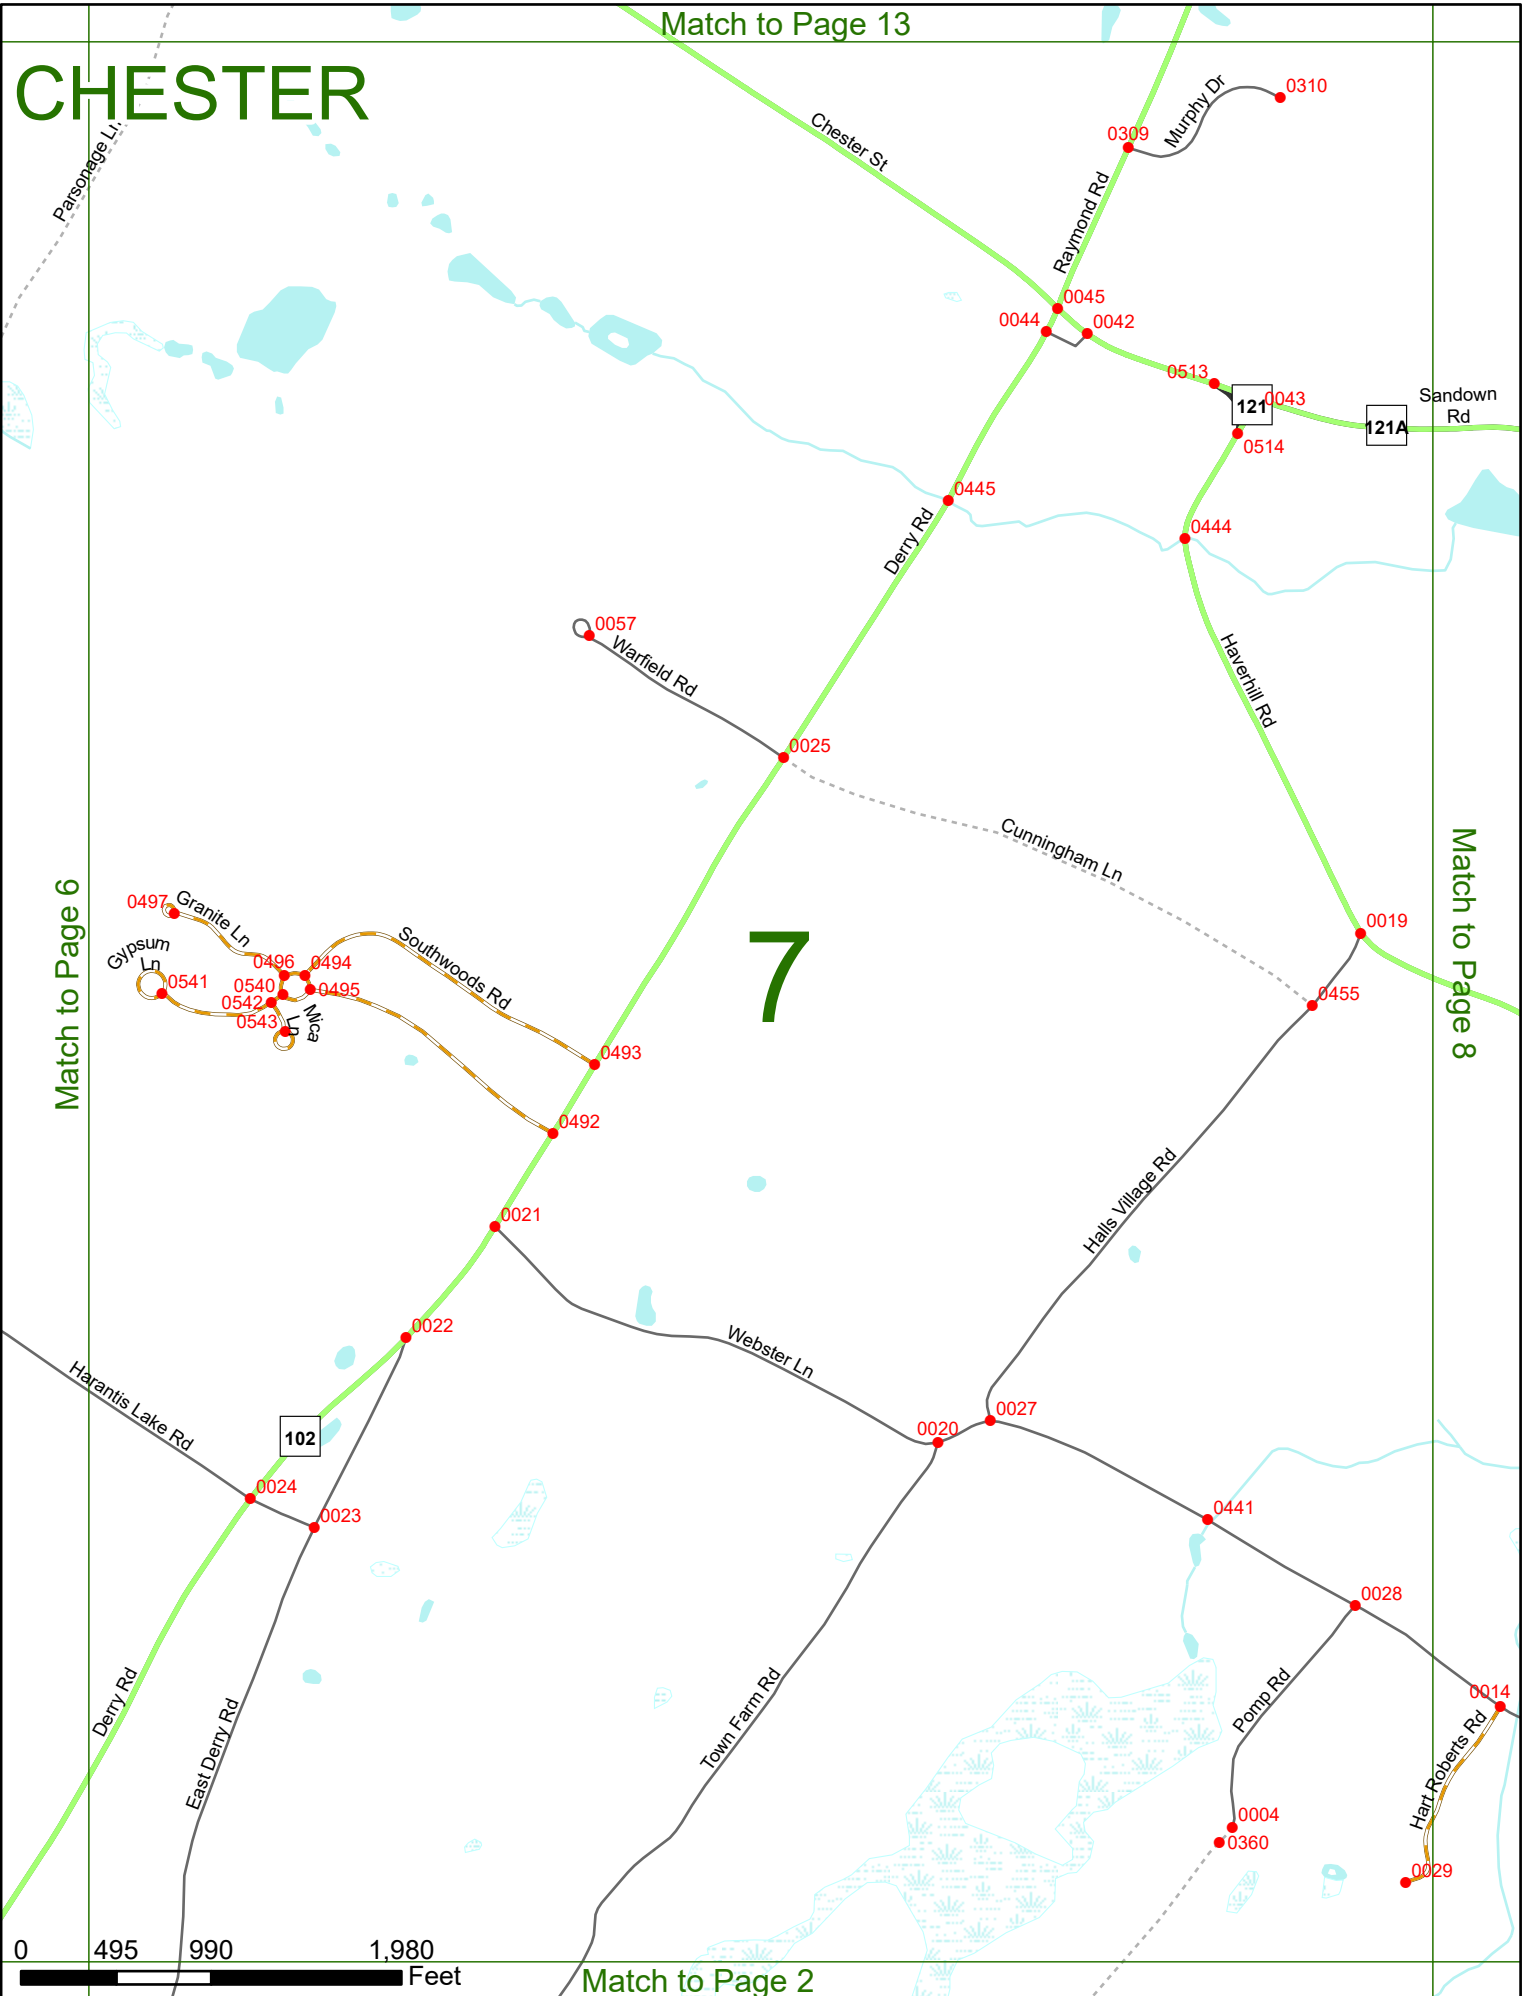 Match to Page 13
CHESTER
Parsonage Ln
Chester St
Murphy Dr
0310
0309
Raymond Rd
0045
0044
0042
0513
121
0043
121A
Sandown
Rd
0514
0445
0444
Derry Rd
0057
Warfield Rd
Haverhill Rd
0025
Cunningham Ln
Match to Page 6
Match to Page 8
7
0497
Granite Ln
Gypsum
Ln
0541
0496
0494
0540
0495
0542
0543
Mica
Ln
Southwoods Rd
0019
0455
0493
0492
Halls Village Rd
0021
0022
Webster Ln
Harantis Lake Rd
102
0027
0020
0024
0023
0441
0028
Derry Rd
East Derry Rd
Town Farm Rd
Pomp Rd
0014
Hart Roberts Rd
0004
0360
0029
0 495 990 1,980
Feet
Match to Page 2